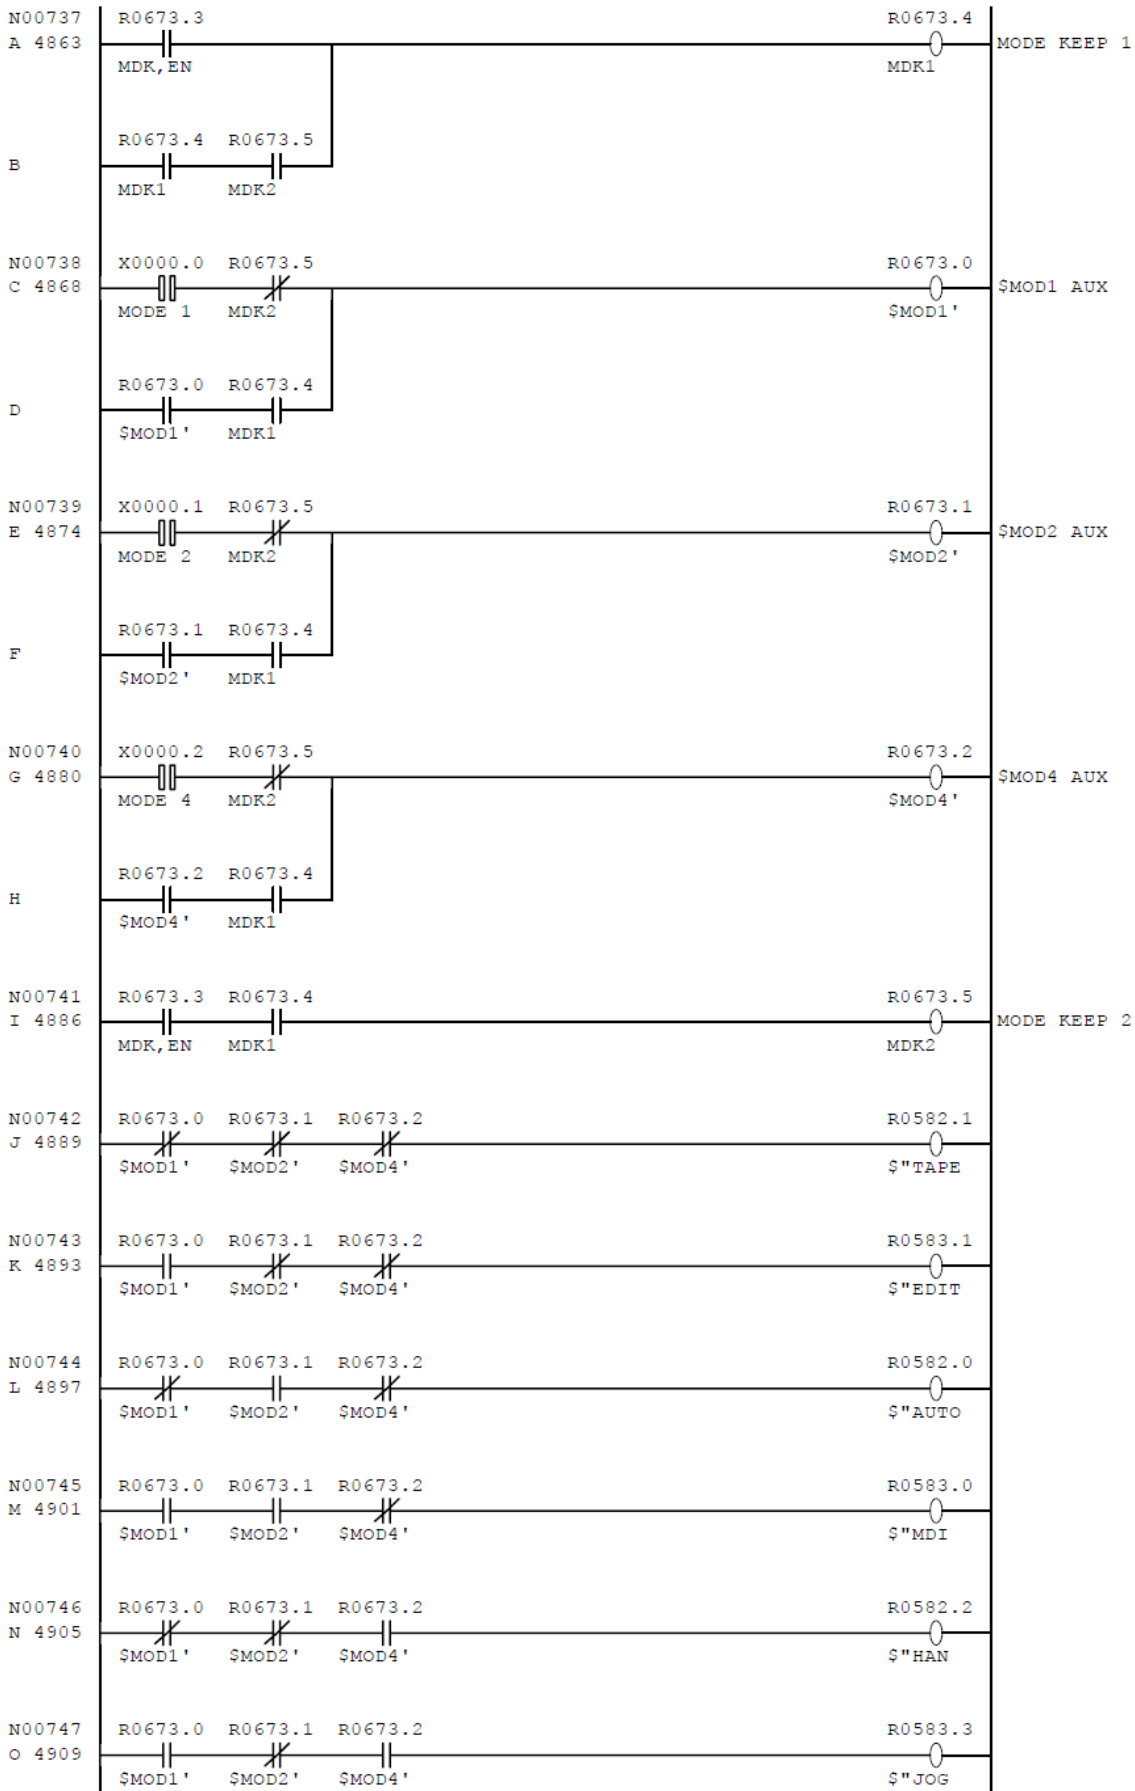 N00737 R0673.3 R0673.4
A 4863 MODE KEEP 1
MDK,EN MDK1
R0673.4 R0673.5
B
MDK1 MDK2
N00738 X0000.0 R0673.5 R0673.0
C 4868 $MOD1 AUX
MODE 1 MDK2 $MOD1'
R0673.0 R0673.4
D
$MOD1' MDK1
N00739 X0000.1 R0673.5 R0673.1
E 4874 $MOD2 AUX
MODE 2 MDK2 $MOD2'
R0673.1 R0673.4
F
$MOD2' MDK1
N00740 X0000.2 R0673.5 R0673.2
G 4880 $MOD4 AUX
MODE 4 MDK2 $MOD4'
R0673.2 R0673.4
H
$MOD4' MDK1
N00741 R0673.3 R0673.4 R0673.5
I 4886 MODE KEEP 2
MDK,EN MDK1 MDK2
N00742 R0673.0 R0673.1 R0673.2 R0582.1
J 4889
$MOD1' $MOD2' $MOD4' $"TAPE
N00743 R0673.0 R0673.1 R0673.2 R0583.1
K 4893
$MOD1' $MOD2' $MOD4' $"EDIT
N00744 R0673.0 R0673.1 R0673.2 R0582.0
L 4897
$MOD1' $MOD2' $MOD4' $"AUTO
N00745 R0673.0 R0673.1 R0673.2 R0583.0
M 4901
$MOD1' $MOD2' $MOD4' $"MDI
N00746 R0673.0 R0673.1 R0673.2 R0582.2
N 4905
$MOD1' $MOD2' $MOD4' $"HAN
N00747 R0673.0 R0673.1 R0673.2 R0583.3
O 4909
$MOD1' $MOD2' $MOD4' $"JOG